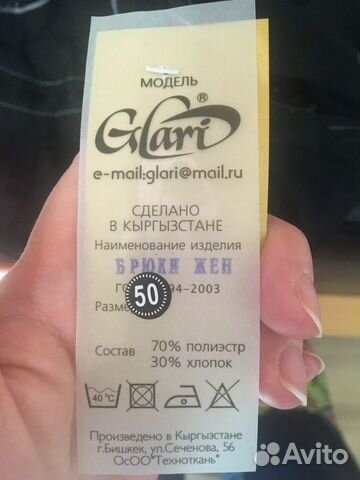 МОДЕЛЬ
Glari®
e-mail:glari@mail.ru
СДЕЛАНО
В КЫРГЫЗСТАНЕ
Наименование изделия
БРЮКИ ЖЕН
94-2003
50
Состав 70% полиэстр
30% хлопок
40°C
Произведено в Кыргызстане
г.Бишкек, ул.Сеченова, 56
ОсОО"Техноткань"
Avito